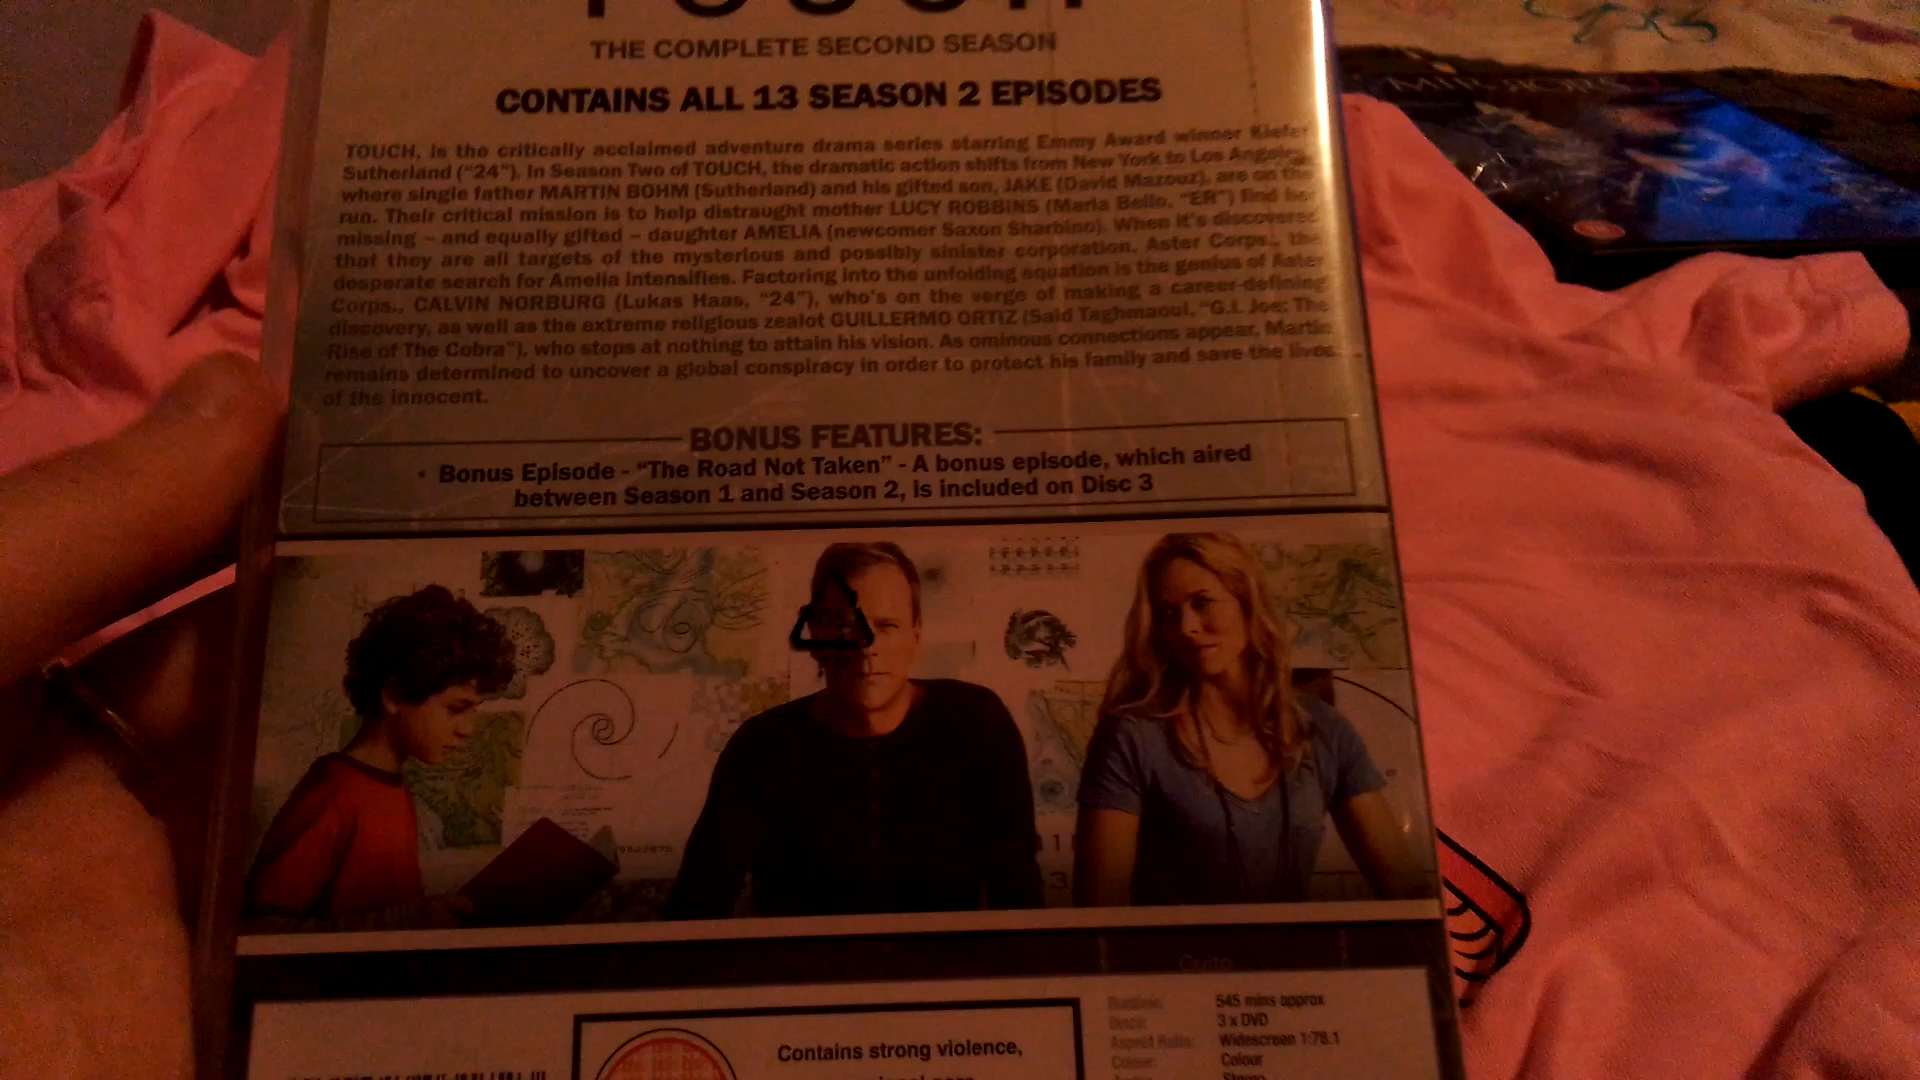 TOUCH
THE COMPLETE SECOND SEASON
CONTAINS ALL 13 SEASON 2 EPISODES
TOUCH, is the critically acclaimed adventure drama series starring Emmy Award winner Kiefer
Sutherland (“24”). In Season Two of TOUCH, the dramatic action shifts from New York to Los Angeles,
where single father MARTIN BOHM (Sutherland) and his gifted son, JAKE (David Mazouz), are on the
run. Their critical mission is to help distraught mother LUCY ROBBINS (Maria Bello, “ER”) find her
missing – and equally gifted – daughter AMELIA (newcomer Saxon Sharbino). When it's discovered
that they are all targets of the mysterious and possibly sinister corporation, Aster Corps., the
desperate search for Amelia intensifies. Factoring into the unfolding equation is the genius of Aster
Corps., CALVIN NORBURG (Lukas Haas, “24”), who's on the verge of making a career-defining
discovery, as well as the extreme religious zealot GUILLERMO ORTIZ (Said Taghmaoui, “G.I. Joe: The
Rise of The Cobra”), who stops at nothing to attain his vision. As ominous connections appear, Martin
remains determined to uncover a global conspiracy in order to protect his family and save the lives
of the innocent.
BONUS FEATURES:
• Bonus Episode - “The Road Not Taken” - A bonus episode, which aired
between Season 1 and Season 2, is included on Disc 3
Contains strong violence,
545 mins approx
Discs: 3 x DVD
Aspect Ratio: Widescreen 1:78.1
Colour: Colour
Stereo